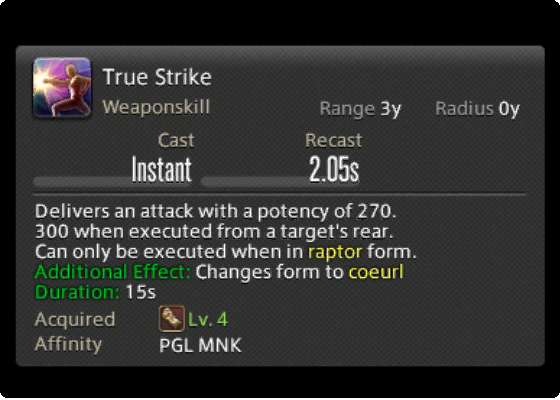 True Strike
Weaponskill Range 3y Radius 0y
Cast Recast
Instant 2.05s
Delivers an attack with a potency of 270.
300 when executed from a target's rear.
Can only be executed when in raptor form.
Additional Effect: Changes form to coeurl
Duration: 15s
Acquired Lv. 4
Affinity PGL MNK